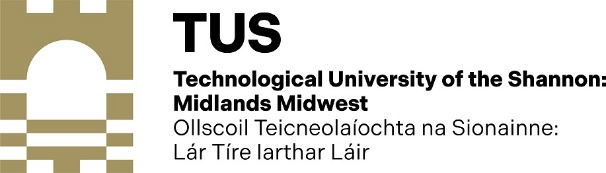 TUS
Technological University of the Shannon:
Midlands Midwest
Ollscoil Teicneolaíochta na Sionainne:
Lár Tíre Iarthar Láir